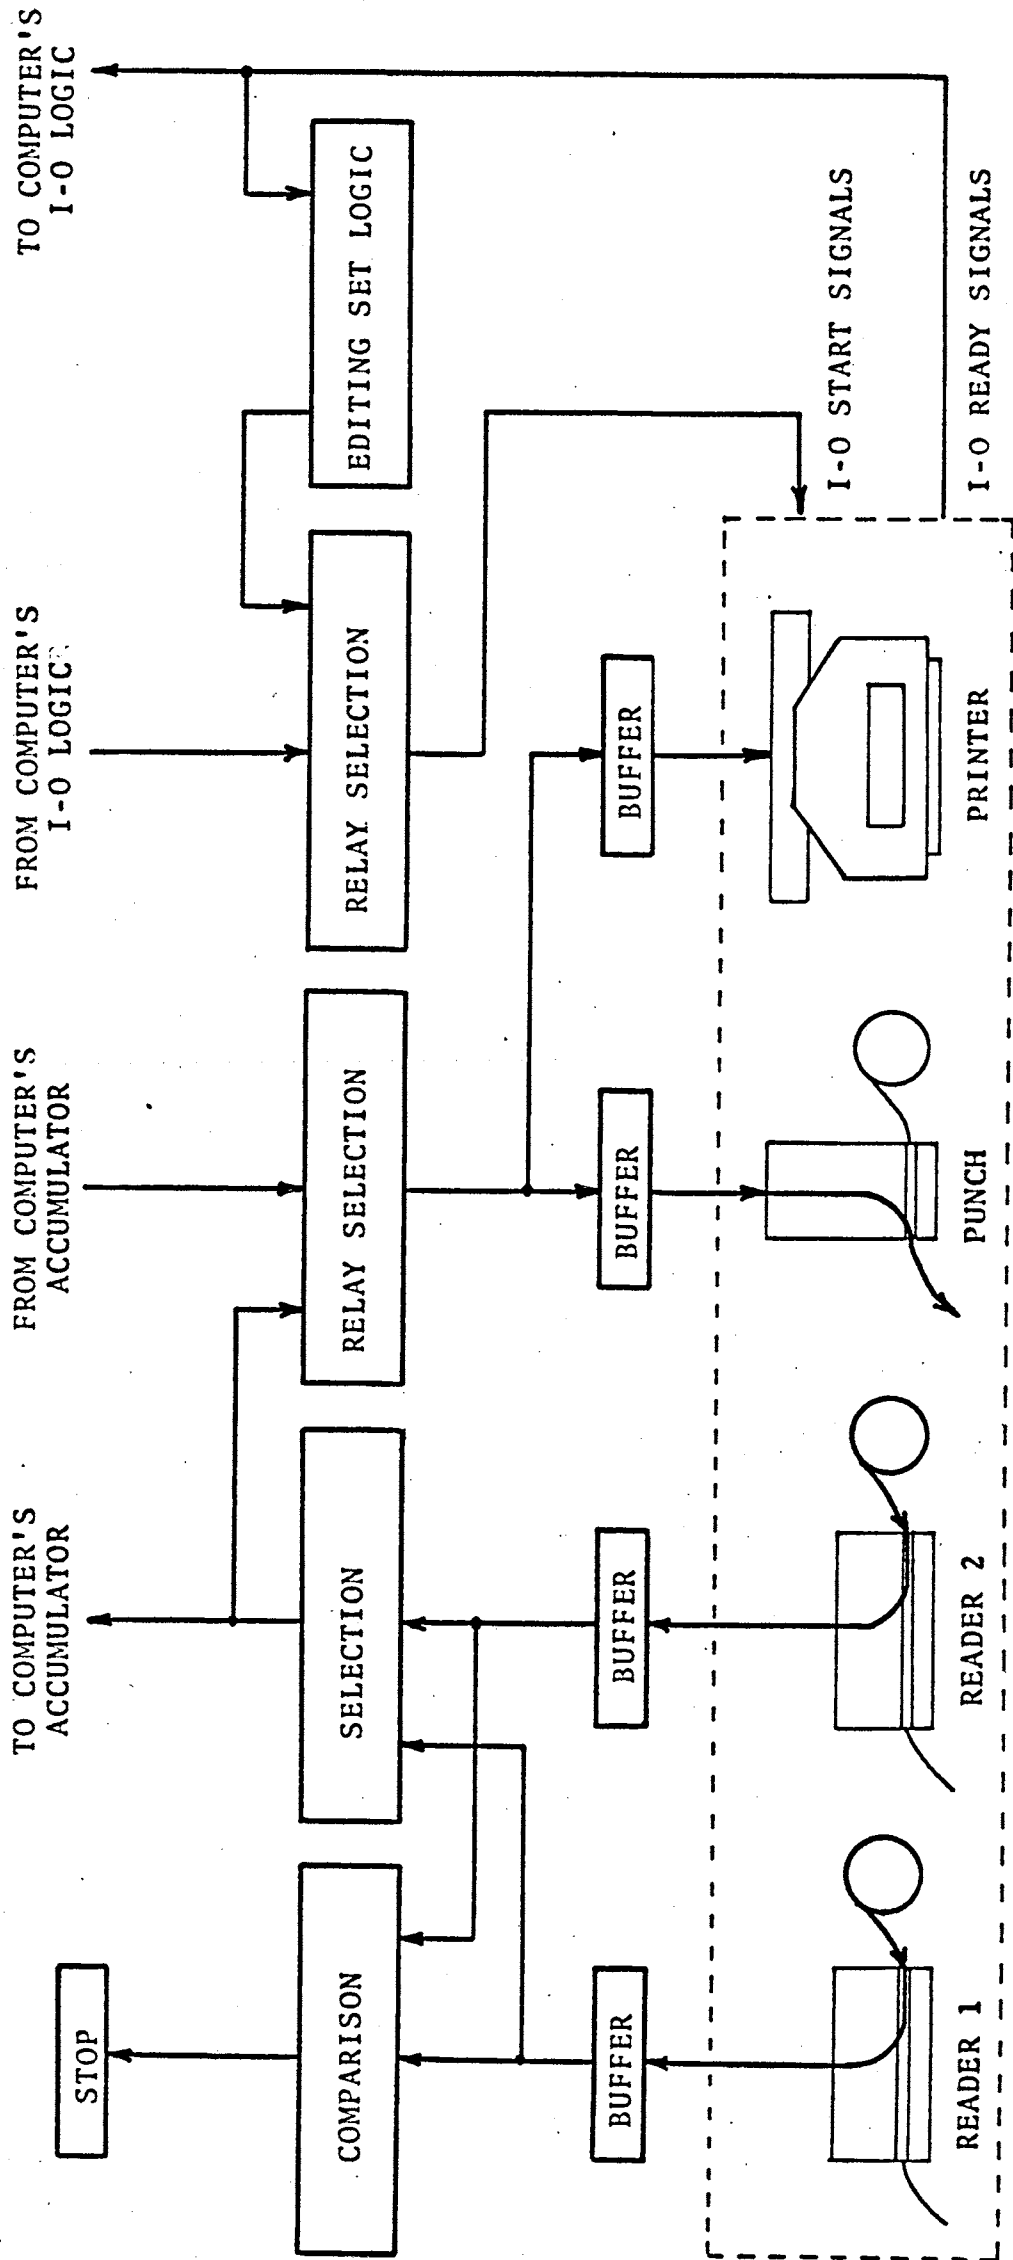 STOP
TO COMPUTER'S
ACCUMULATOR
FROM COMPUTER'S
ACCUMULATOR
FROM COMPUTER'S
I-O LOGIC
TO COMPUTER'S
I-O LOGIC
COMPARISON
SELECTION
RELAY SELECTION
RELAY SELECTION
EDITING SET LOGIC
BUFFER
BUFFER
BUFFER
BUFFER
I-O START SIGNALS
READER 1
READER 2
PUNCH
PRINTER
I-O READY SIGNALS